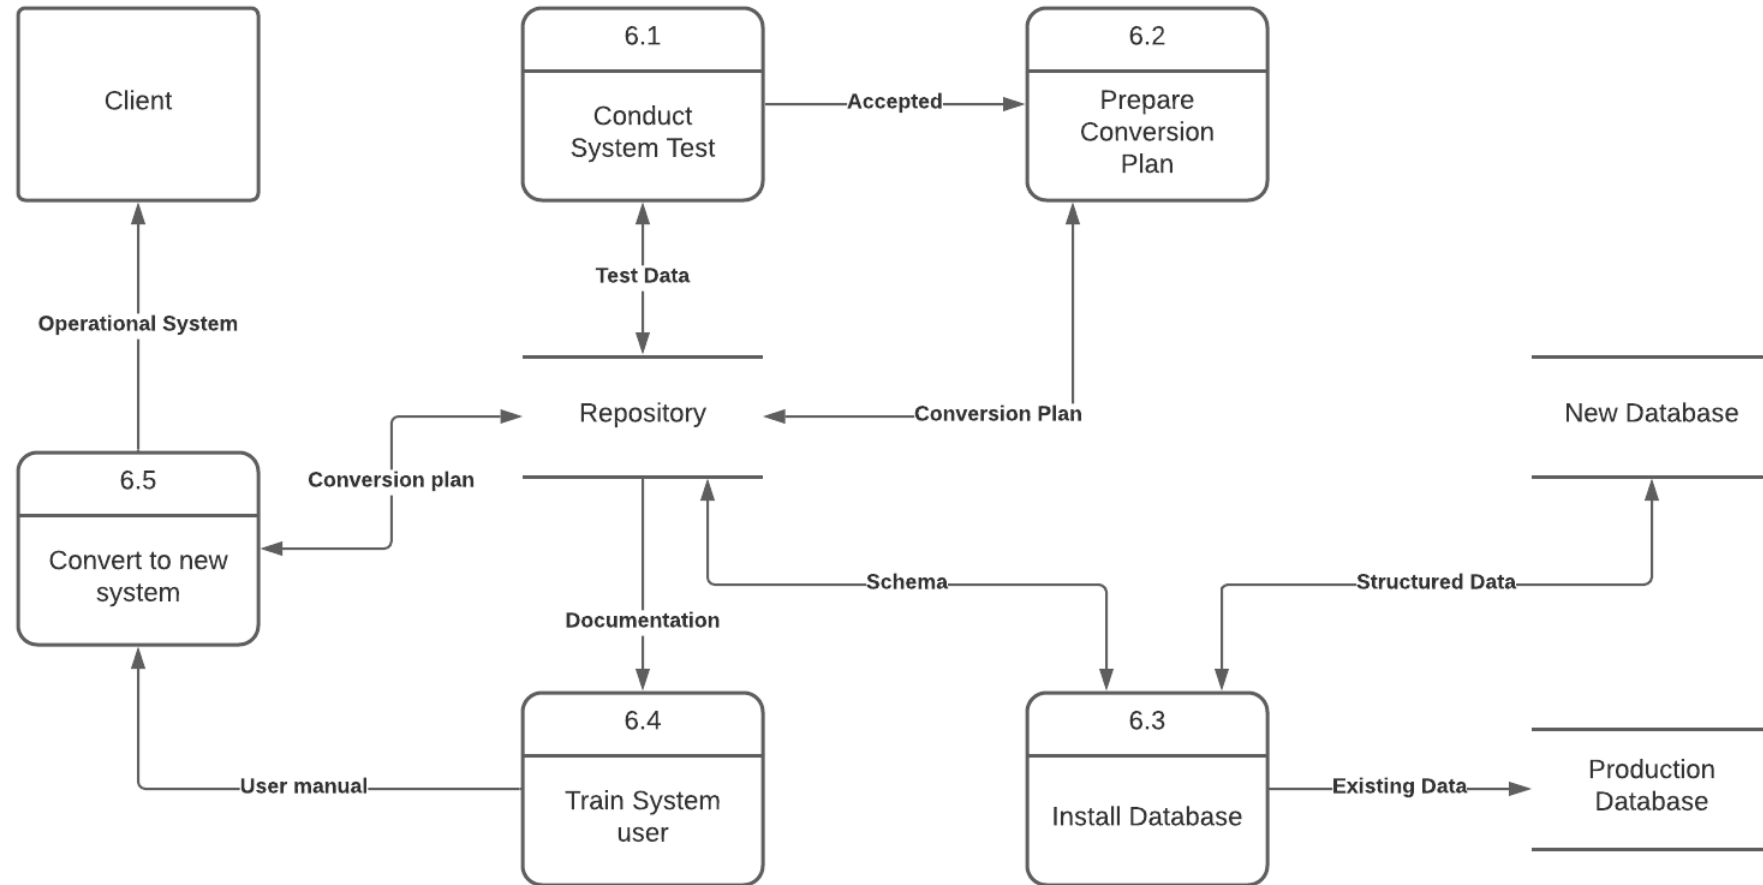 Client
6.1
Conduct
System Test
Accepted
6.2
Prepare
Conversion
Plan
Test Data
Operational System
Repository
Conversion Plan
New Database
6.5
Convert to new
system
Conversion plan
Schema
Structured Data
Documentation
6.4
Train System
user
User manual
6.3
Install Database
Existing Data
Production
Database